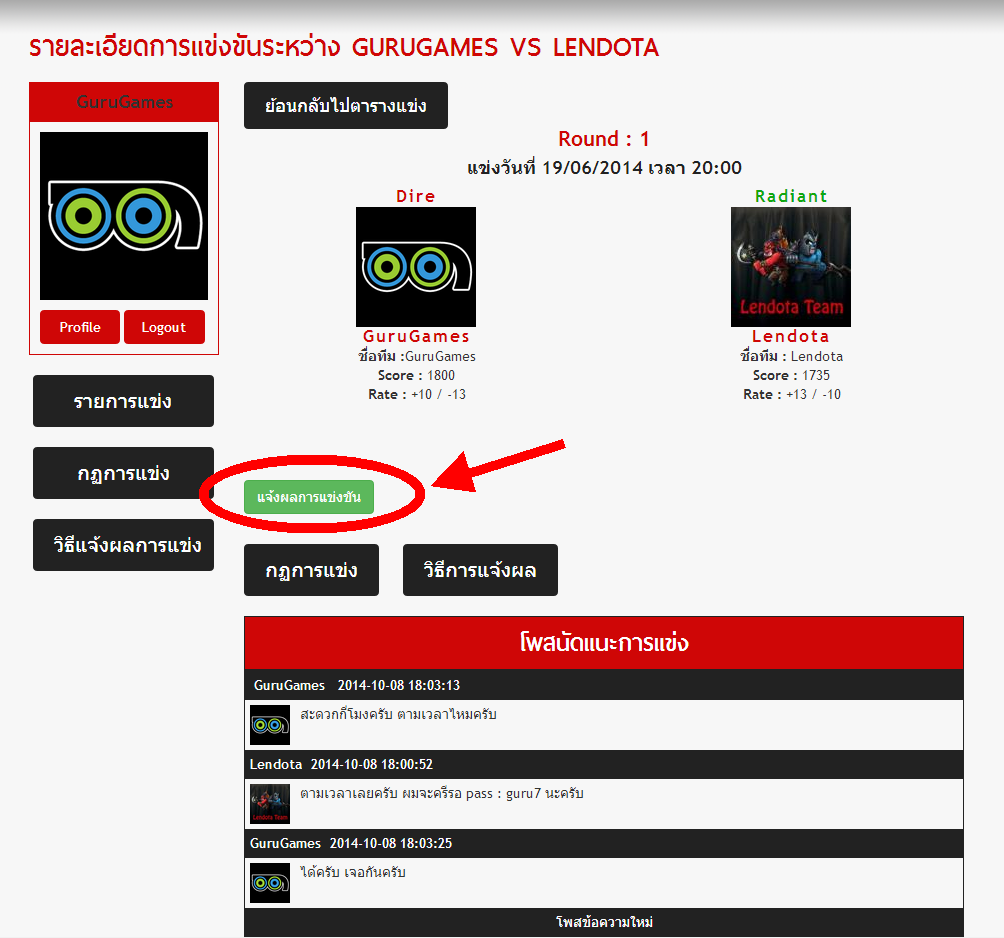 รายละเอียดการแข่งขันระหว่าง GURUGAMES VS LENDOTA
GuruGames
Profile
Logout
รายการแข่ง
กฏการแข่ง
วิธีแจ้งผลการแข่ง
ย้อนกลับไปตารางแข่ง
Round : 1
แข่งวันที่ 19/06/2014 เวลา 20:00
Dire
GuruGames
ชื่อทีม :GuruGames
Score : 1800
Rate : +10 / -13
Radiant
Lendota Team
Lendota
ชื่อทีม : Lendota
Score : 1735
Rate : +13 / -10
แจ้งผลการแข่งขัน
กฏการแข่ง
วิธีการแจ้งผล
โพสนัดแนะการแข่ง
GuruGames 2014-10-08 18:03:13
สะดวกกี่โมงครับ ตามเวลาไหมครับ
Lendota 2014-10-08 18:00:52
Lendota Team
ตามเวลาเลยครับ ผมจะครีรอ pass : guru7 นะครับ
GuruGames 2014-10-08 18:03:25
ได้ครับ เจอกันครับ
โพสข้อความใหม่